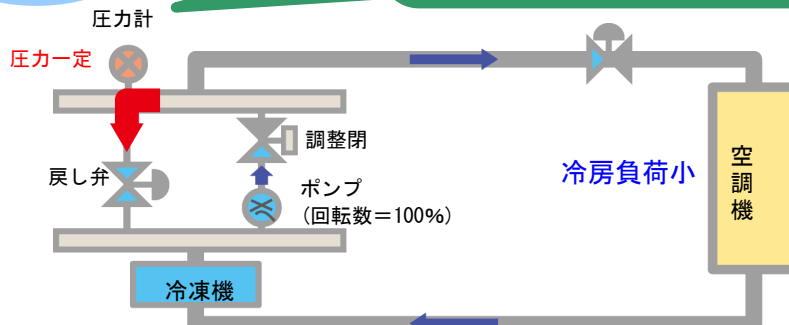 圧力計
圧力一定
調整閉
戻し弁
ポンプ
(回転数=100%)
冷房負荷小
空調機
冷凍機